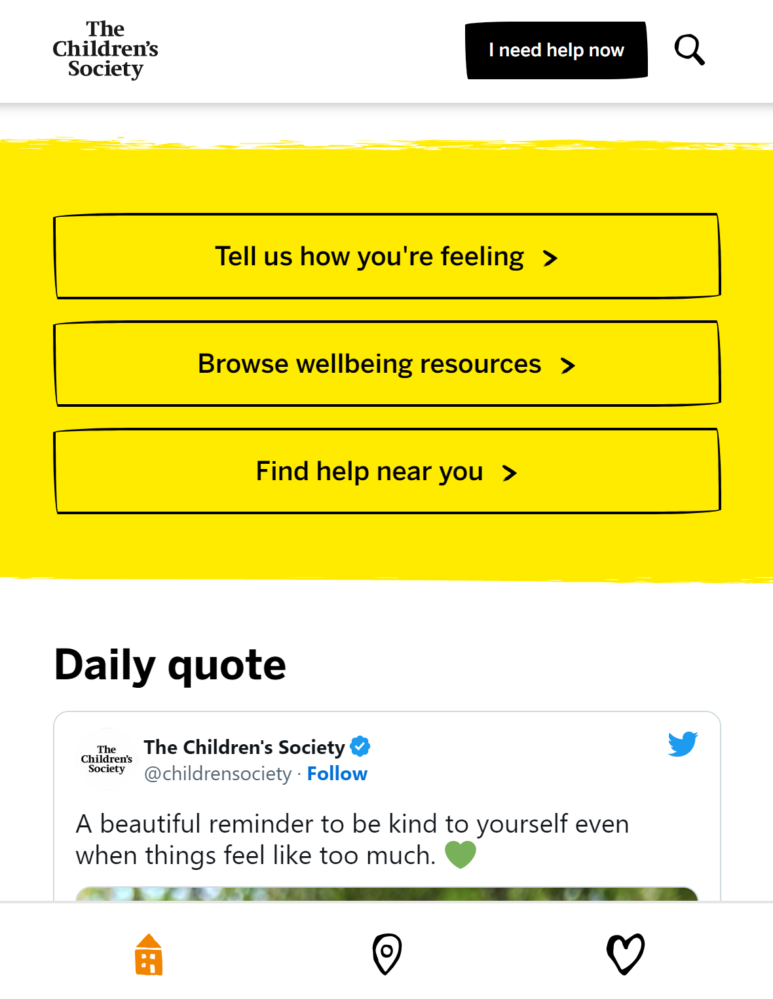 The
Children's
Society
I need help now
Tell us how you're feeling
Browse wellbeing resources
Find help near you
Daily quote
The
Children's
Society
The Children's Society
@childrensociety · Follow
A beautiful reminder to be kind to yourself even
when things feel like too much. 💚